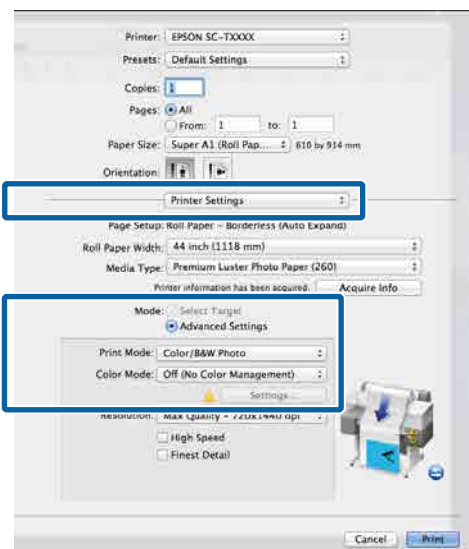 Printer: EPSON SC-TXXXX
Presets: Default Settings
Copies: 1
Pages: All
From: 1 to: 1
Paper Size: Super A1 (Roll Pap... 610 by 914 mm
Orientation:
Printer Settings
Page Setup: Roll Paper - Borderless (Auto Expand)
Roll Paper Width: 44 inch (1118 mm)
Media Type: Premium Luster Photo Paper (260)
Printer information has been acquired. Acquire Info
Mode: Select Target
Advanced Settings
Print Mode: Color/B&W Photo
Color Mode: Off (No Color Management)
Settings...
Resolution: Max Quality - 720x1440 dpi
High Speed
Finest Detail
Cancel Print